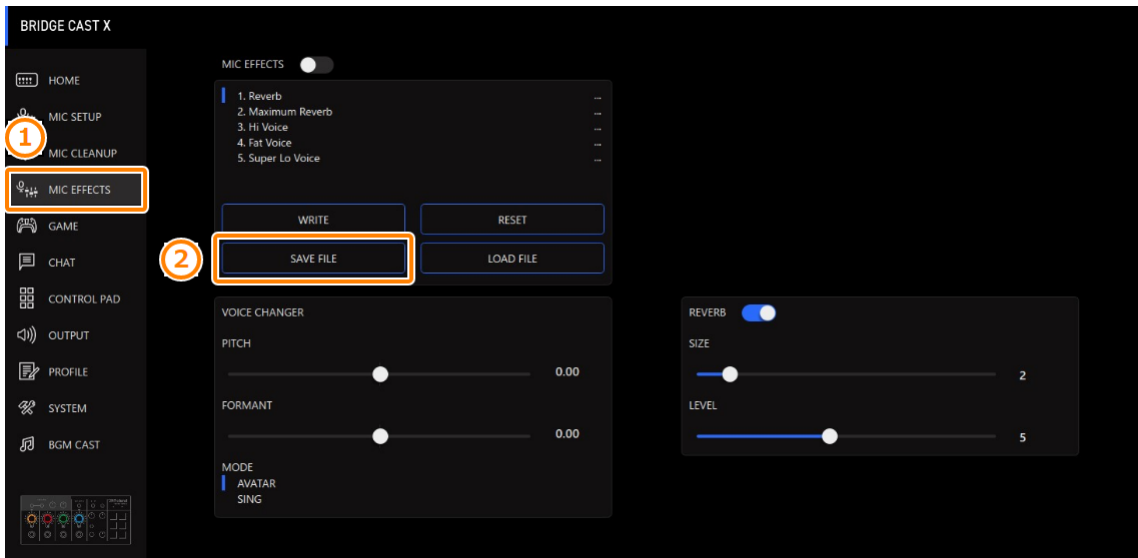 BRIDGE CAST X
HOME
MIC SETUP
1
MIC CLEANUP
MIC EFFECTS
GAME
CHAT
CONTROL PAD
OUTPUT
PROFILE
SYSTEM
BGM CAST
MIC EFFECTS
1. Reverb ...
2. Maximum Reverb ...
3. Hi Voice ...
4. Fat Voice ...
5. Super Lo Voice ...
WRITE RESET
2
SAVE FILE LOAD FILE
VOICE CHANGER
PITCH
0.00
FORMANT
0.00
MODE
AVATAR
SING
REVERB
SIZE
2
LEVEL
5